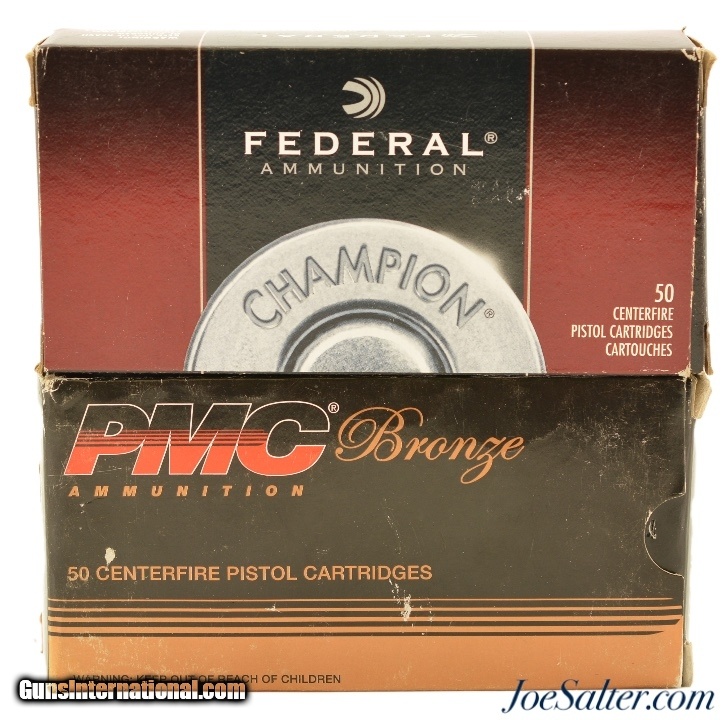 FEDERAL®
AMMUNITION
CHAMPION®
50
CENTERFIRE
PISTOL CARTRIDGES
CARTOUCHES
PMC® Bronze
AMMUNITION
50 CENTERFIRE PISTOL CARTRIDGES
WARNING: KEEP OUT OF REACH OF CHILDREN
GunsInternational.com
JoeSalter.com